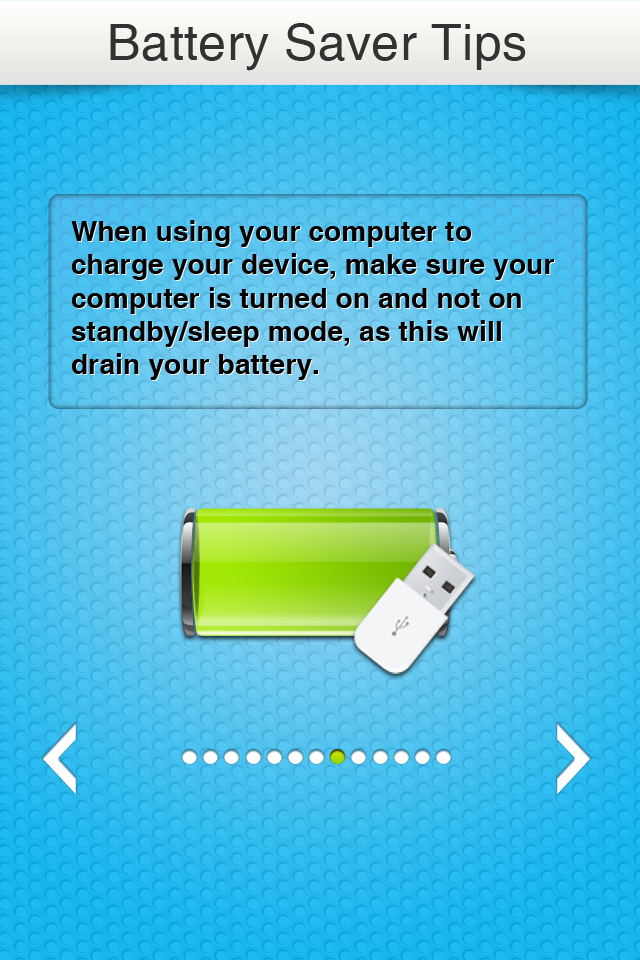 Battery Saver Tips
When using your computer to
charge your device, make sure your
computer is turned on and not on
standby/sleep mode, as this will
drain your battery.